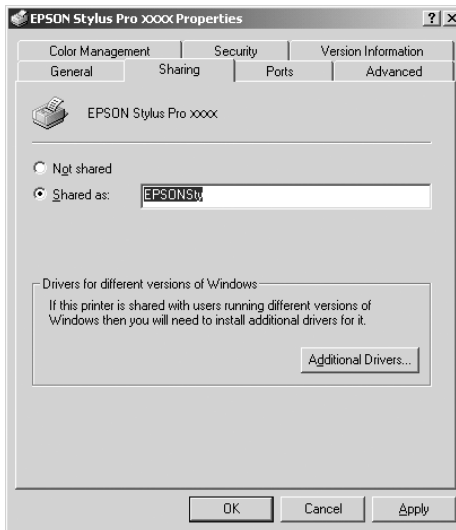 EPSON Stylus Pro XXXX Properties
? X
Color Management Security Version Information
General Sharing Ports Advanced
EPSON Stylus Pro xxxx
Not shared
Shared as: EPSONSty
Drivers for different versions of Windows
If this printer is shared with users running different versions of
Windows then you will need to install additional drivers for it.
Additional Drivers...
OK Cancel Apply